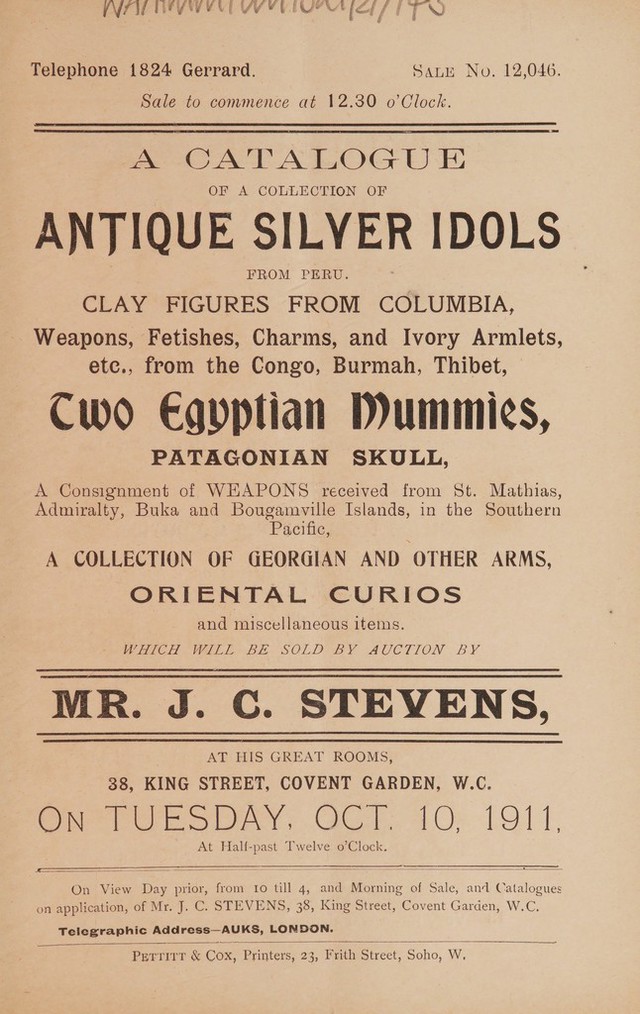 Telephone 1824 Gerrard. SALE No. 12,046.
Sale to commence at 12.30 o'Clock.
A CATALOGUE
OF A COLLECTION OF
ANTIQUE SILVER IDOLS
FROM PERU.
CLAY FIGURES FROM COLUMBIA,
Weapons, Fetishes, Charms, and Ivory Armlets,
etc., from the Congo, Burmah, Thibet,
Two Egyptian Mummies,
PATAGONIAN SKULL,
A Consignment of WEAPONS received from St. Mathias,
Admiralty, Buka and Bougamville Islands, in the Southern
Pacific,
A COLLECTION OF GEORGIAN AND OTHER ARMS,
ORIENTAL CURIOS
and miscellaneous items.
WHICH WILL BE SOLD BY AUCTION BY
MR. J. C. STEVENS,
AT HIS GREAT ROOMS,
38, KING STREET, COVENT GARDEN, W.C.
ON TUESDAY, OCT. 10, 1911,
At Half-past Twelve o'Clock.
On View Day prior, from 10 till 4, and Morning of Sale, and Catalogues
on application, of Mr. J. C. STEVENS, 38, King Street, Covent Garden, W.C.
Telegraphic Address—AUKS, LONDON.
PETTITT & COX, Printers, 23, Frith Street, Soho, W.